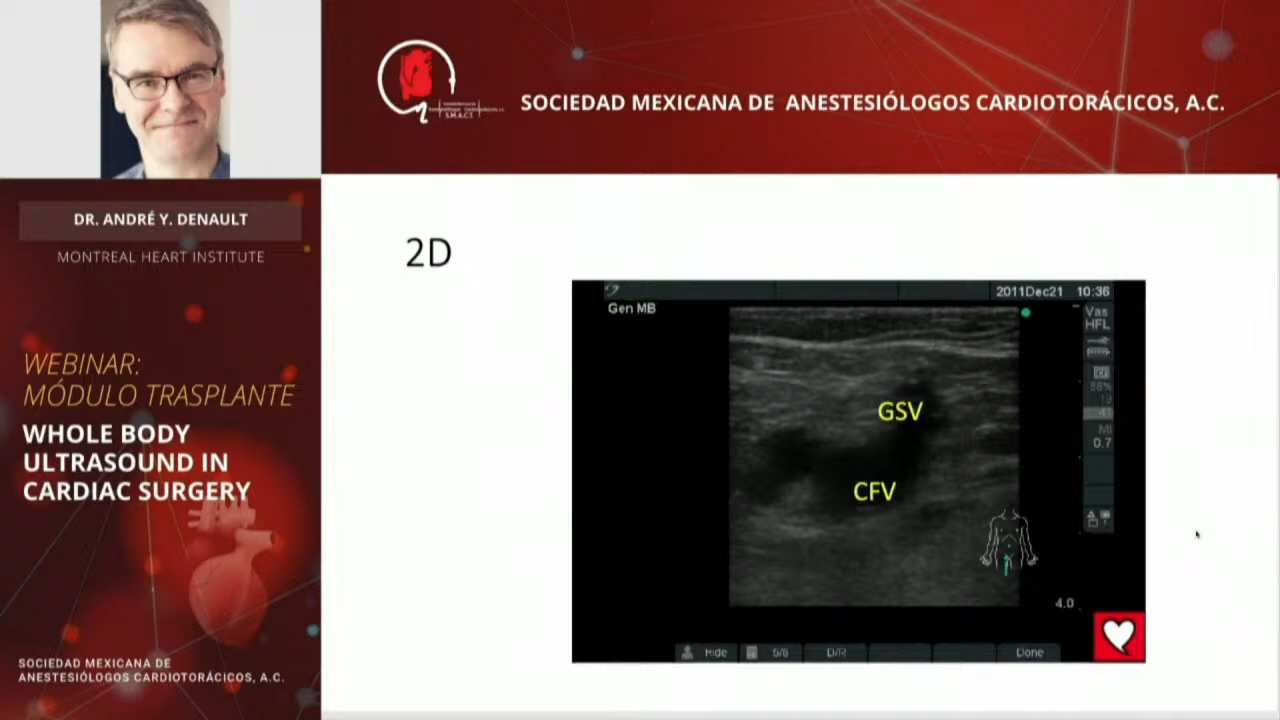 SOCIEDAD MEXICANA DE ANESTESIÓLOGOS CARDIOTORÁCICOS, A.C.
S.M.A.C.T.
DR. ANDRÉ Y. DENAULT
MONTREAL HEART INSTITUTE
WEBINAR:
MÓDULO TRASPLANTE
WHOLE BODY
ULTRASOUND IN
CARDIAC SURGERY
SOCIEDAD MEXICANA DE
ANESTESIÓLOGOS CARDIOTORÁCICOS, A.C.
2D
2011Dec21 10:36
Gen MB
Vas
HFL
GSV
CFV
MI
0.7
4.0
Hide
5/6
D/R
Done